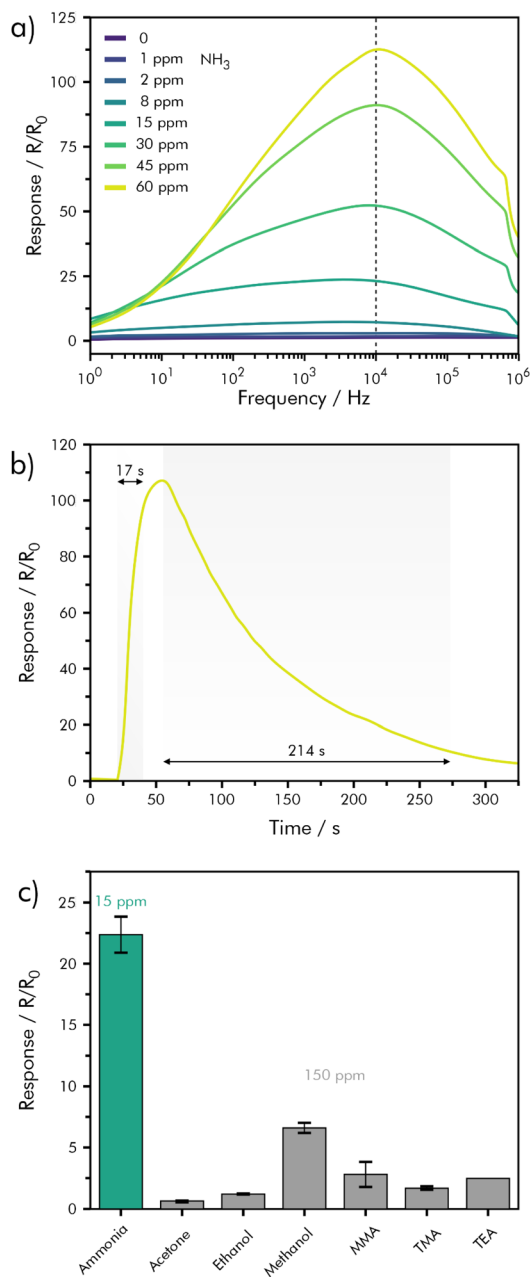 a)
Response / R/R0
125
100
75
50
25
0
0
1 ppm NH3
2 ppm
8 ppm
15 ppm
30 ppm
45 ppm
60 ppm
10^0 10^1 10^2 10^3 10^4 10^5 10^6
Frequency / Hz
b)
Response / R/R0
120
100
80
60
40
20
0
17 s
214 s
0 50 100 150 200 250 300
Time / s
c)
Response / R/R0
25
20
15
10
5
0
15 ppm
150 ppm
Ammonia Acetone Ethanol Methanol MMA TMA TEA